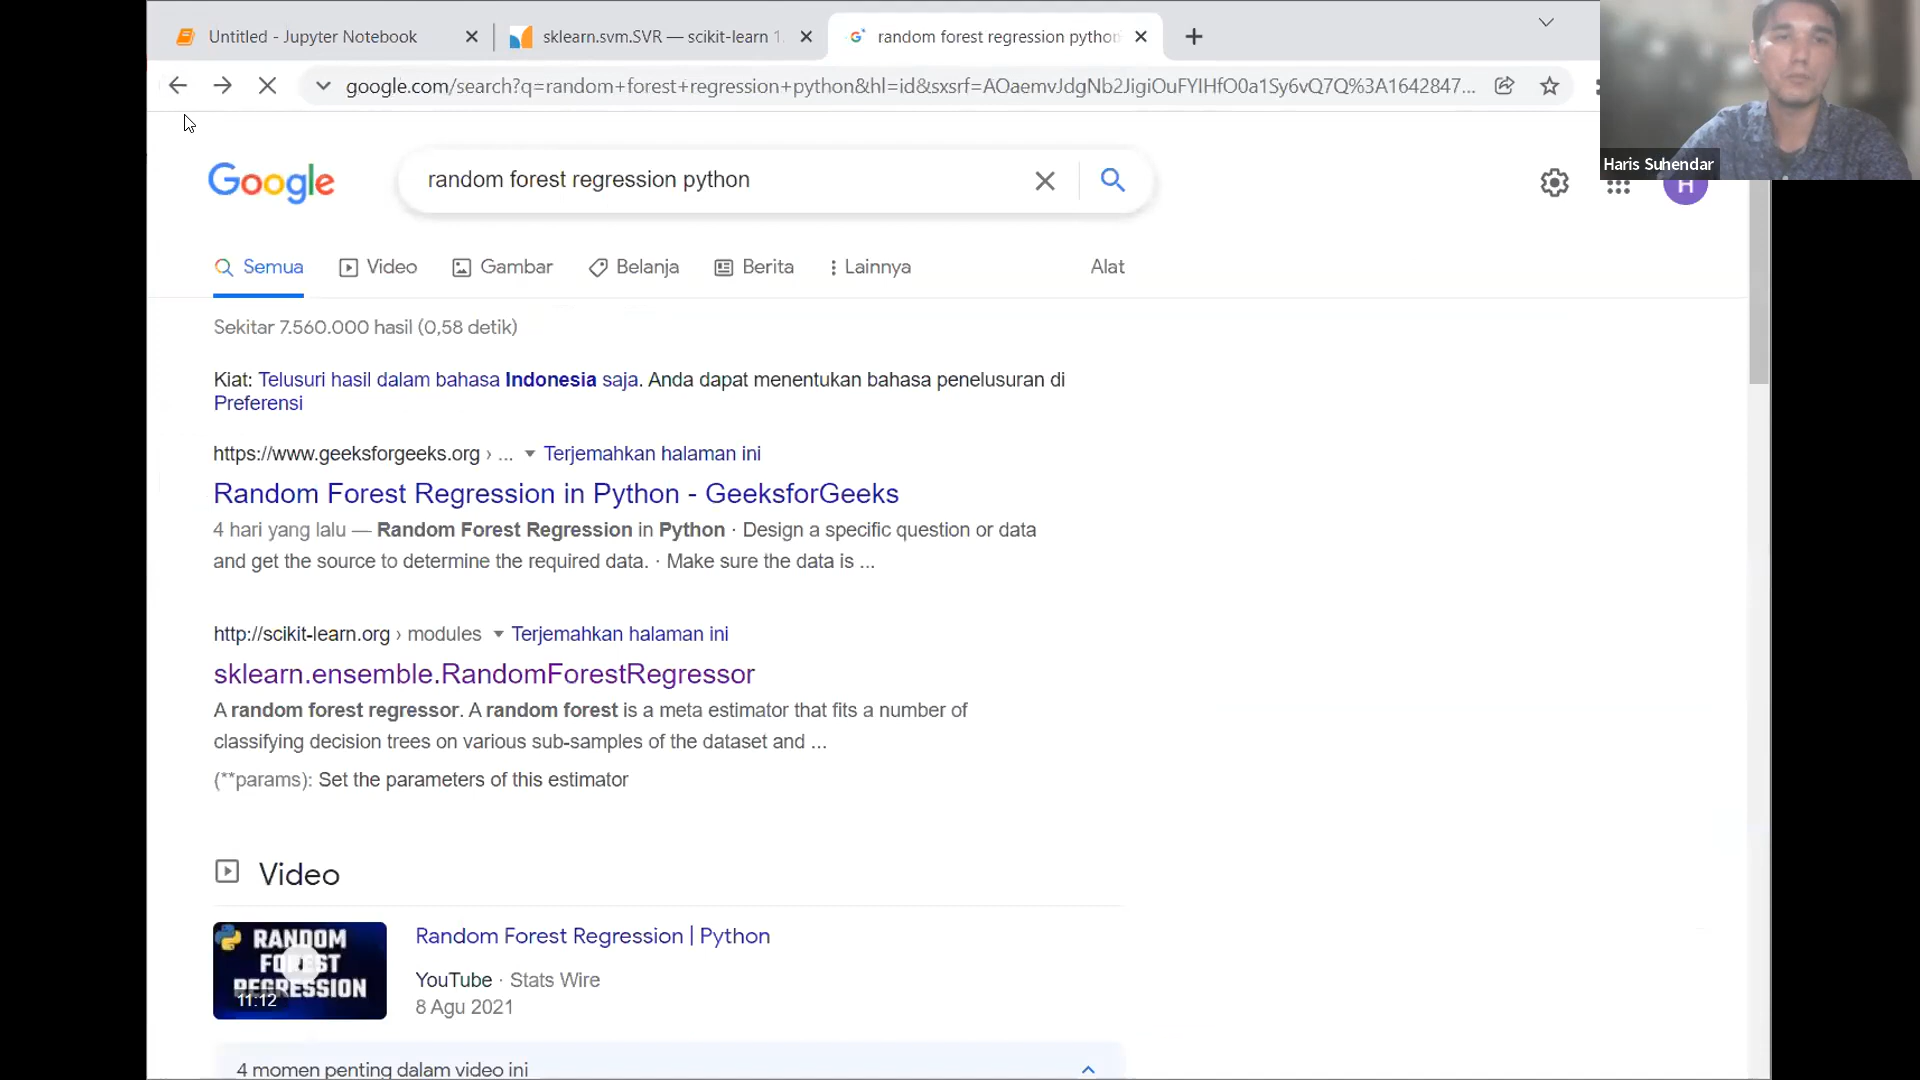 Untitled - Jupyter Notebook
sklearn.svm.SVR — scikit-learn 1.
random forest regression python
google.com/search?q=random+forest+regression+python&hl=id&sxsrf=AOaemvJdgNb2JigiOuFYIHfO0a1Sy6vQ7Q%3A1642847...
Haris Suhendar
H
Google
random forest regression python
Semua
Video
Gambar
Belanja
Berita
Lainnya
Alat
Sekitar 7.560.000 hasil (0,58 detik)
Kiat: Telusuri hasil dalam bahasa Indonesia saja. Anda dapat menentukan bahasa penelusuran di
Preferensi
https://www.geeksforgeeks.org › ... Terjemahkan halaman ini
Random Forest Regression in Python - GeeksforGeeks
4 hari yang lalu — Random Forest Regression in Python · Design a specific question or data
and get the source to determine the required data. · Make sure the data is ...
http://scikit-learn.org › modules Terjemahkan halaman ini
sklearn.ensemble.RandomForestRegressor
A random forest regressor. A random forest is a meta estimator that fits a number of
classifying decision trees on various sub-samples of the dataset and ...
(**params): Set the parameters of this estimator
Video
RANDOM
FOREST
REGRESSION
11:12
Random Forest Regression | Python
YouTube · Stats Wire
8 Agu 2021
4 momen penting dalam video ini